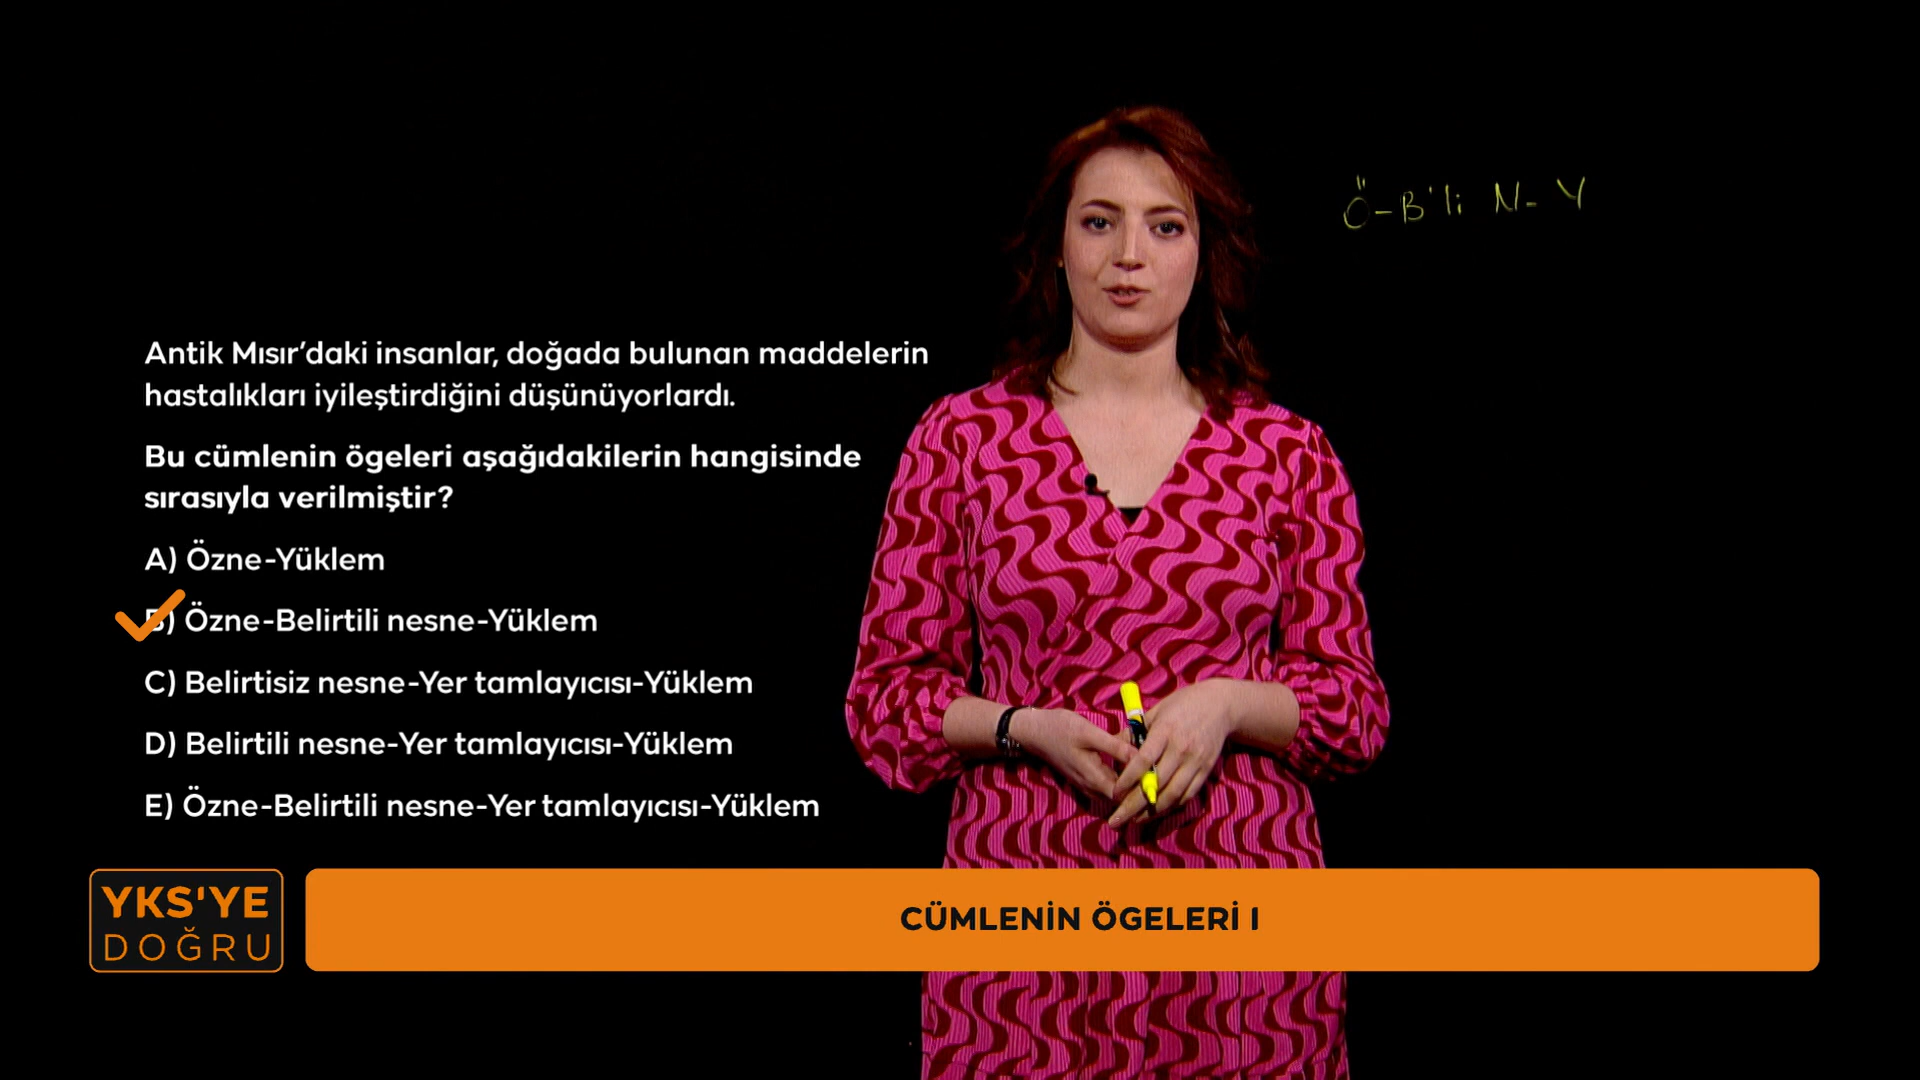 Ö-B'li N-Y
Antik Mısır'daki insanlar, doğada bulunan maddelerin
hastalıkları iyileştirdiğini düşünüyorlardı.
Bu cümlenin ögeleri aşağıdakilerin hangisinde
sırasıyla verilmiştir?
A) Özne-Yüklem
B) Özne-Belirtili nesne-Yüklem
C) Belirtisiz nesne-Yer tamlayıcısı-Yüklem
D) Belirtili nesne-Yer tamlayıcısı-Yüklem
E) Özne-Belirtili nesne-Yer tamlayıcısı-Yüklem
YKS'YE
DOĞRU
CÜMLENİN ÖGELERİ I